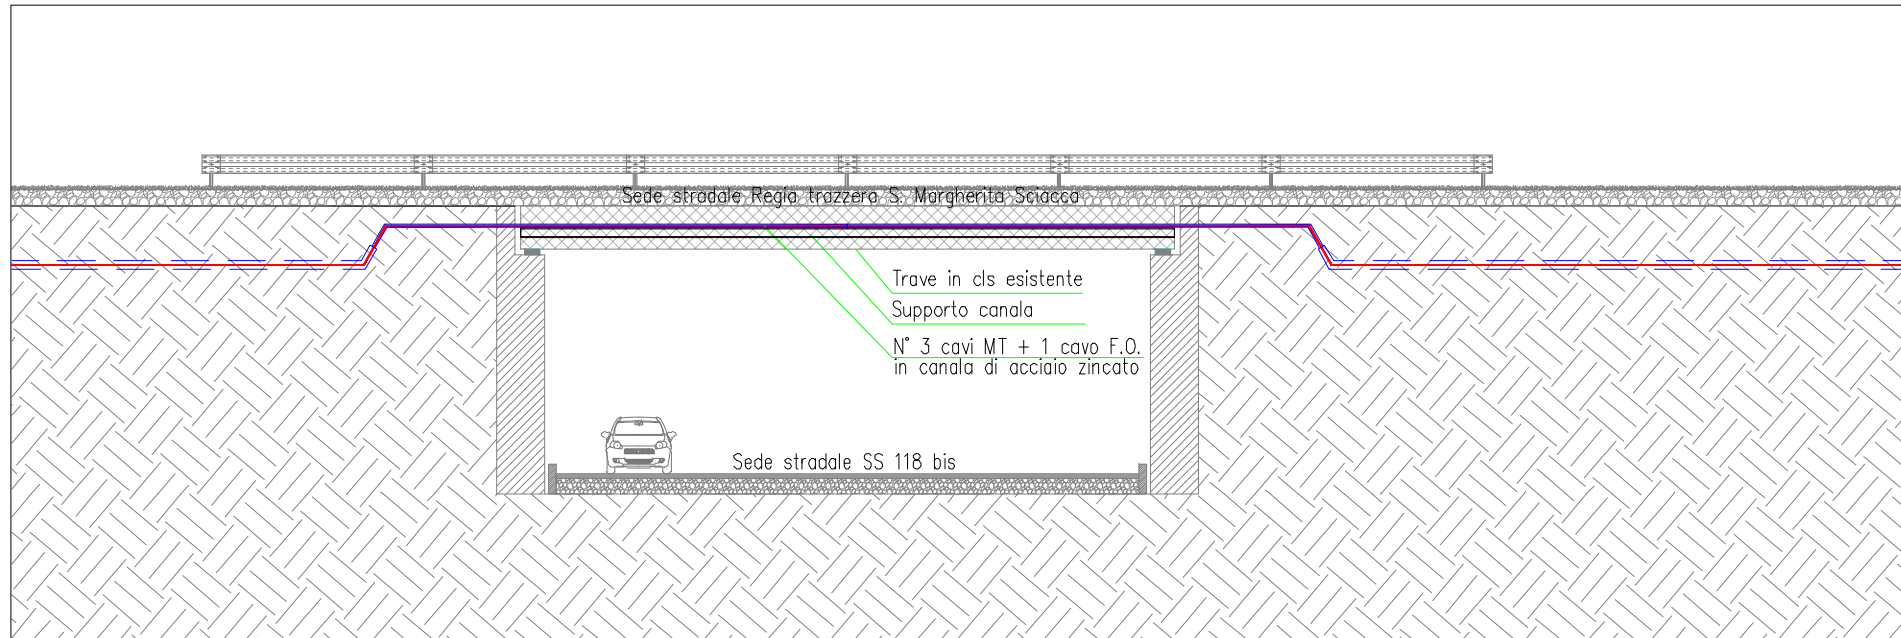 Sede stradale Regia trazzera S. Margherita Sciacca
Trave in cls esistente
Supporto canala
N° 3 cavi MT + 1 cavo F.O.
in canala di acciaio zincato
Sede stradale SS 118 bis